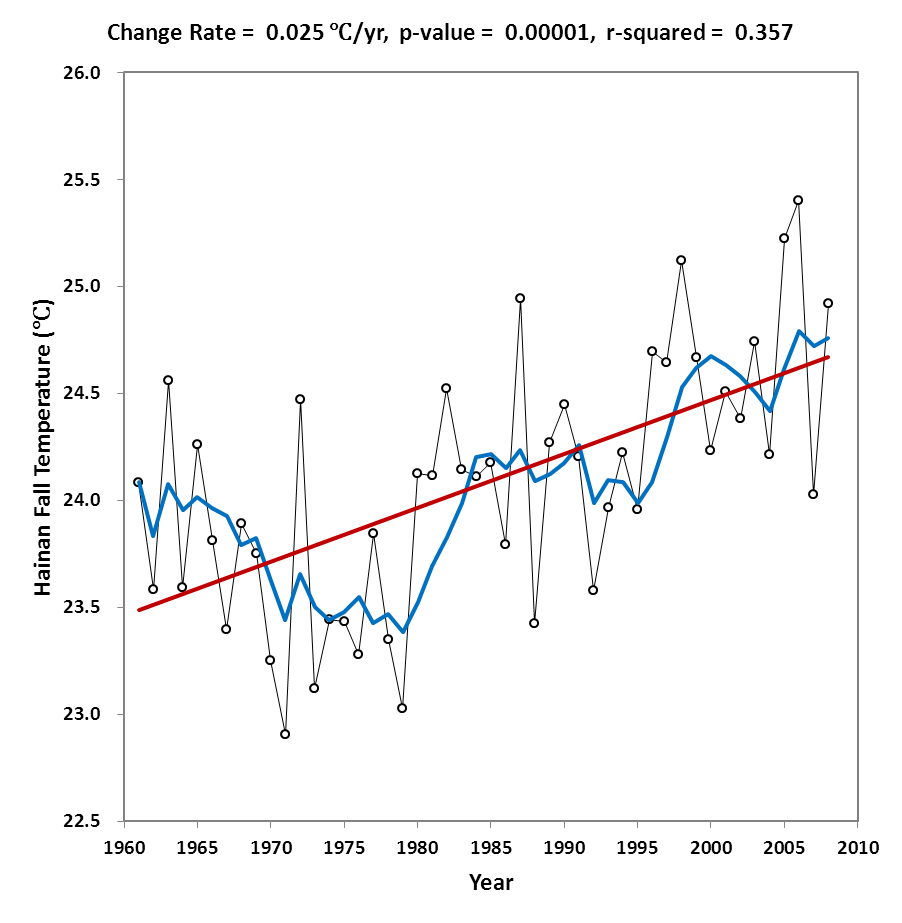 Change Rate = 0.025 ℃/yr, p-value = 0.00001, r-squared = 0.357
26.0
25.5
25.0
24.5
24.0
23.5
23.0
22.5
Hainan Fall Temperature (℃)
1960 1965 1970 1975 1980 1985 1990 1995 2000 2005 2010
Year